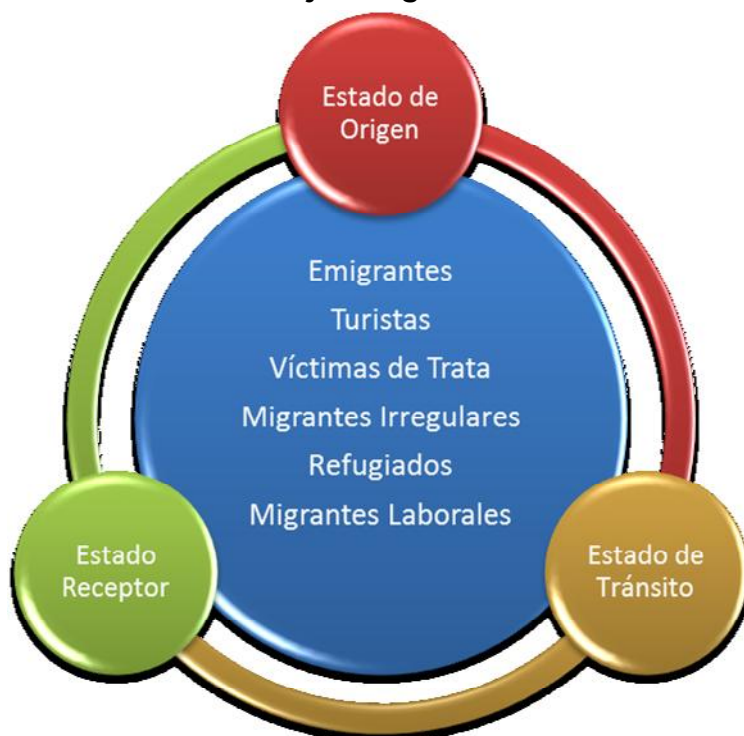 Estado de
Origen
Emigrantes
Turistas
Víctimas de Trata
Migrantes Irregulares
Refugiados
Migrantes Laborales
Estado
Receptor
Estado de
Tránsito